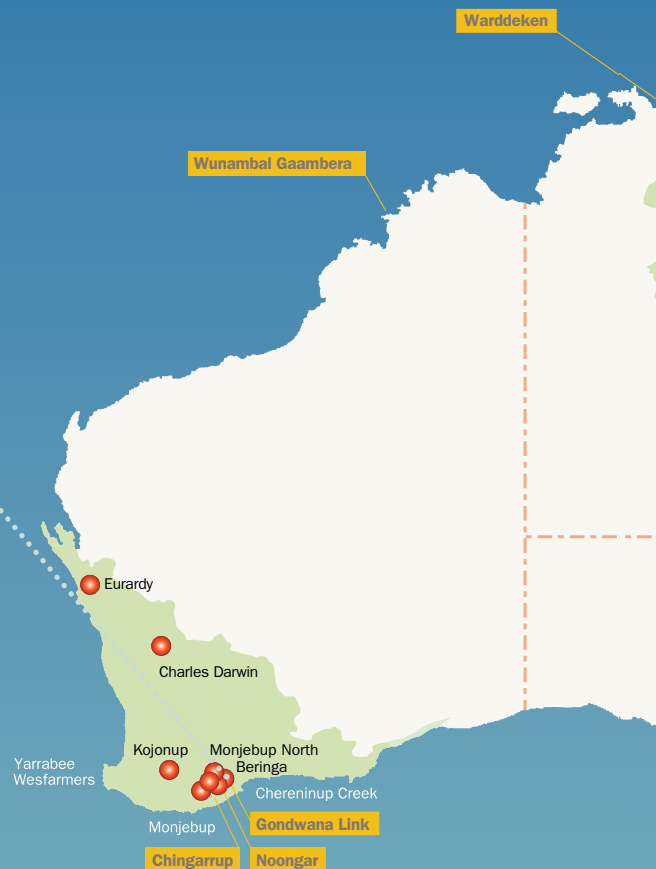 Warddeken
Wunambal Gaambera
Eurardy
Charles Darwin
Kojonup
Monjebup North
Beringa
Yarrabee
Wesfarmers
Chereninup Creek
Monjebup
Gondwana Link
Chingarrup
Noongar